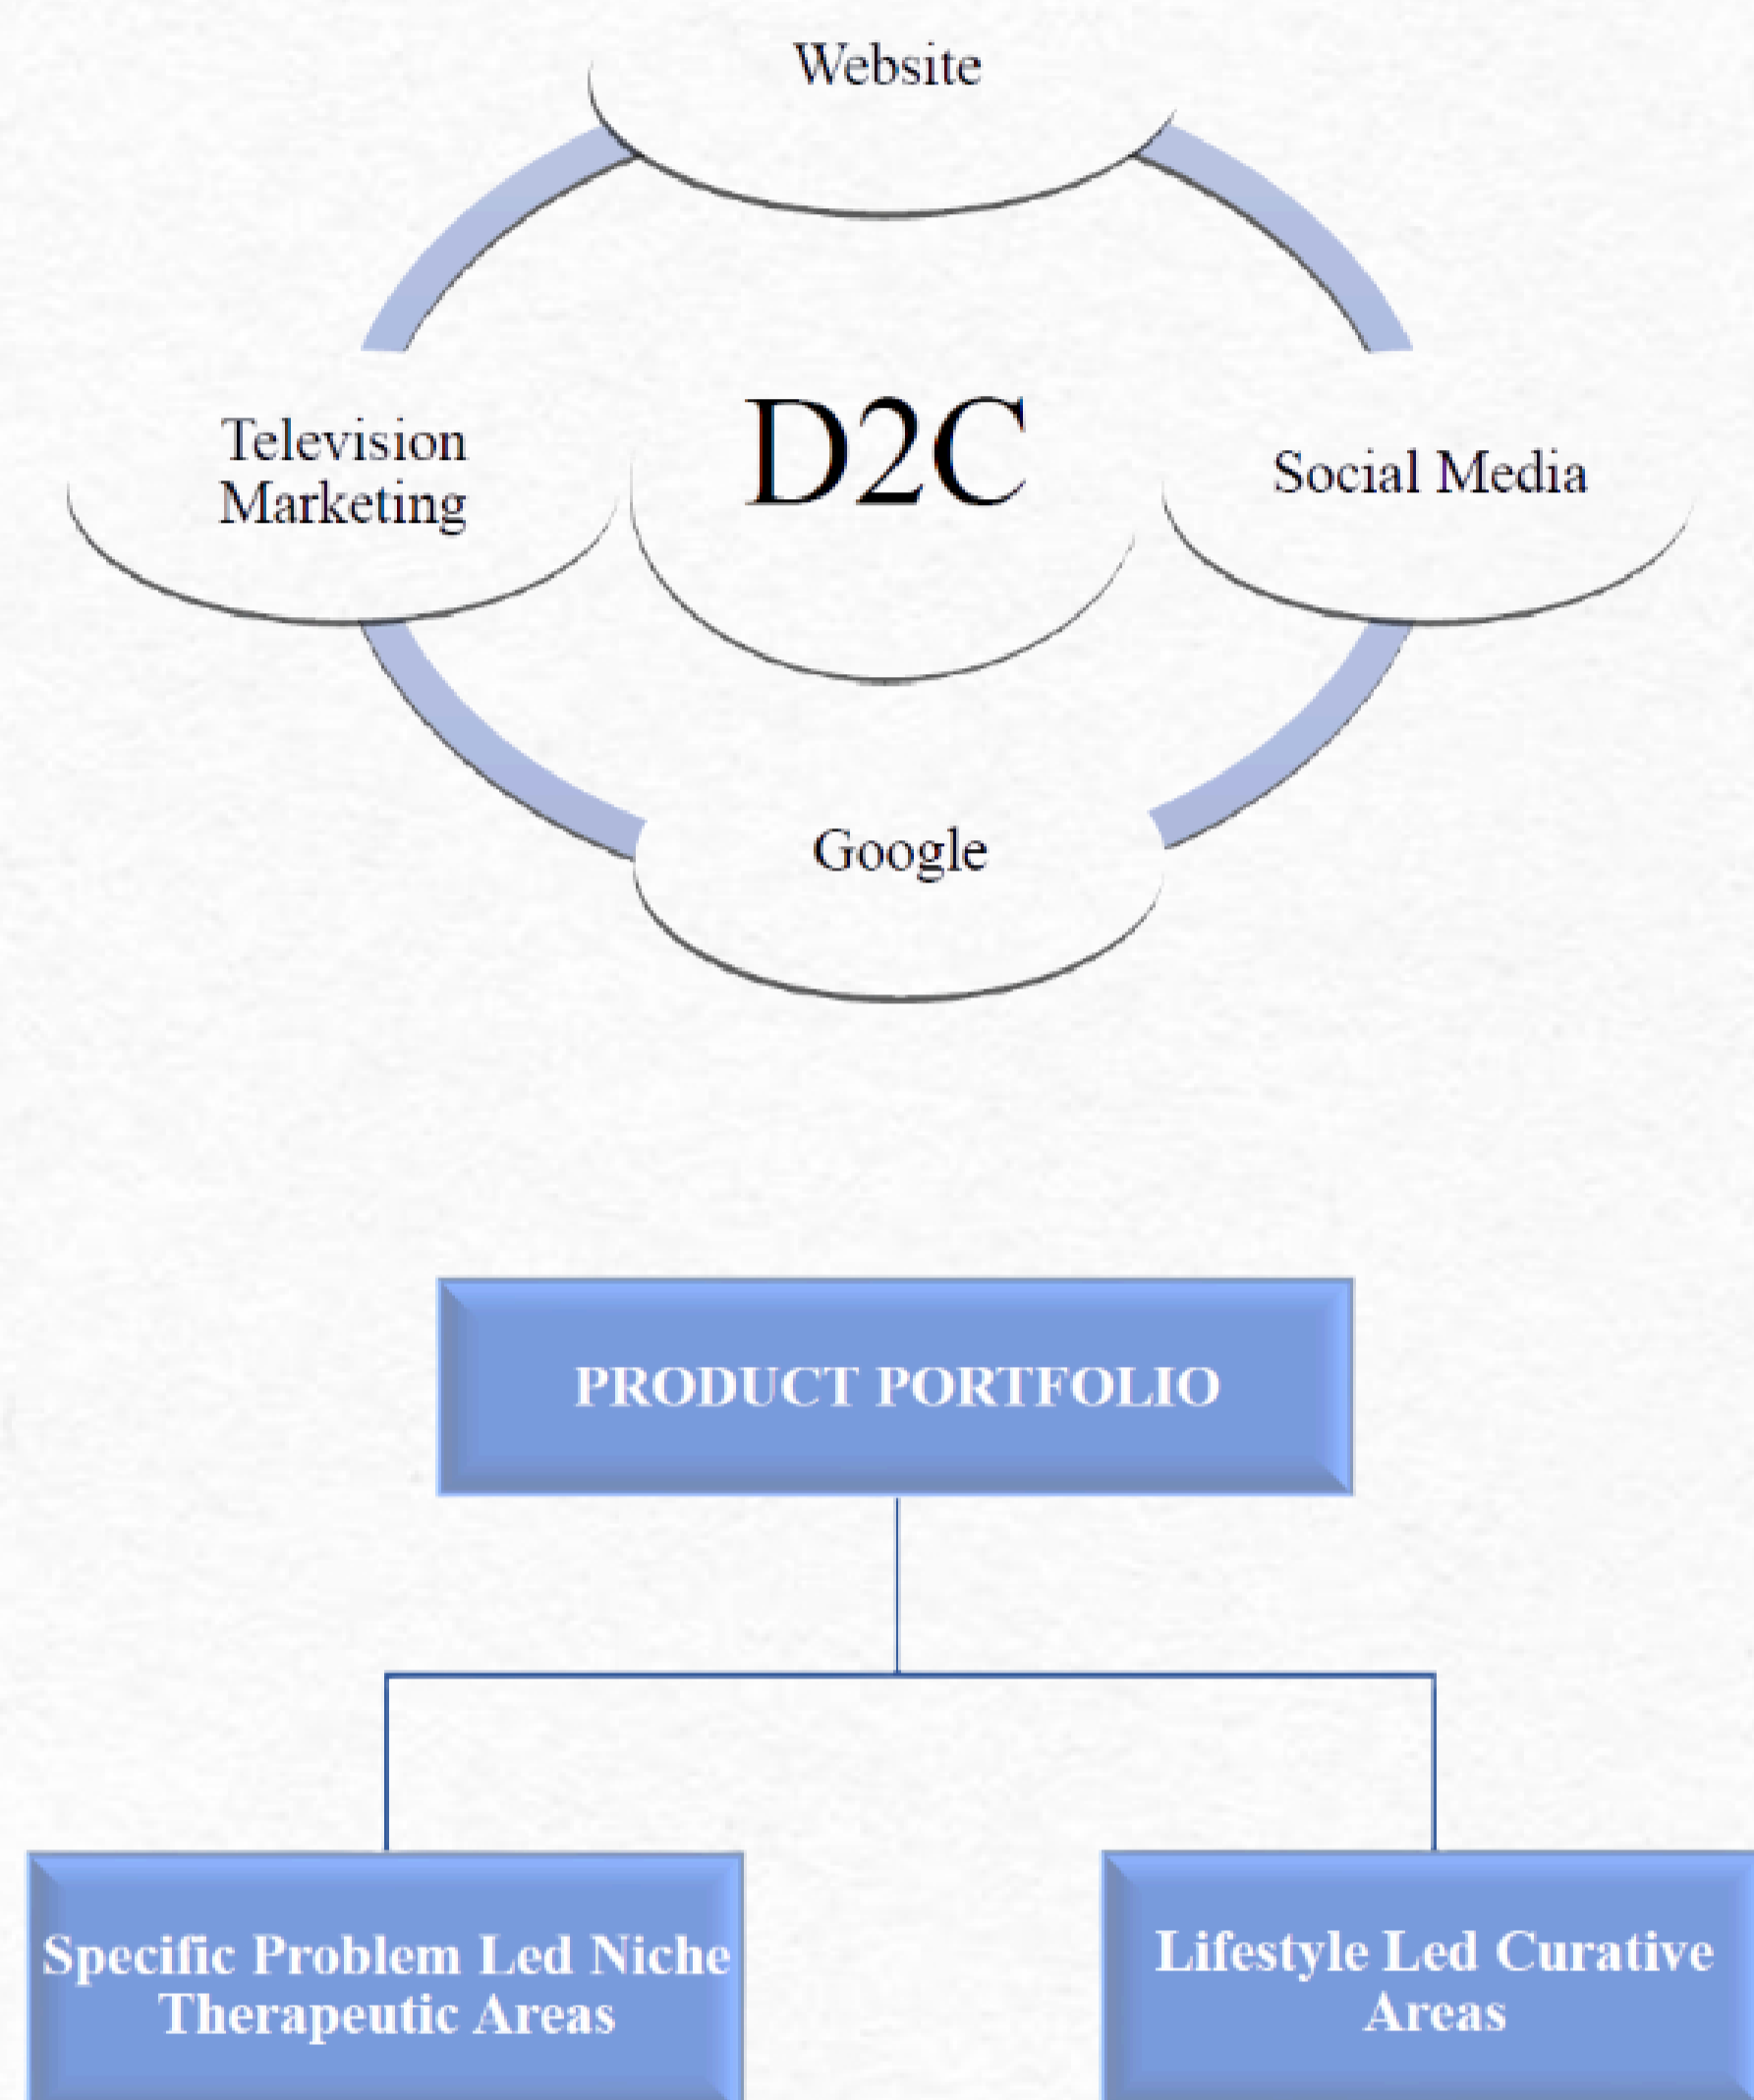 Website
Television
Marketing
D2C
Social Media
Google
PRODUCT PORTFOLIO
Specific Problem Led Niche
Therapeutic Areas
Lifestyle Led Curative
Areas